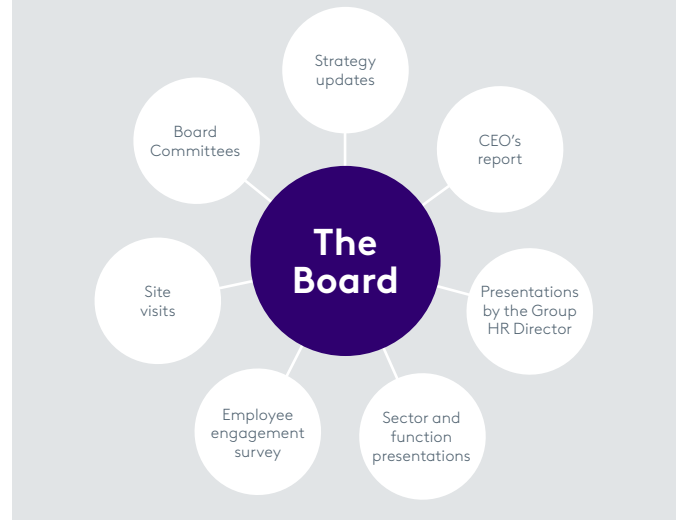 Strategy
updates
CEO’s
report
Presentations
by the Group
HR Director
Sector and
function
presentations
Employee
engagement
survey
Site
visits
Board
Committees
The
Board